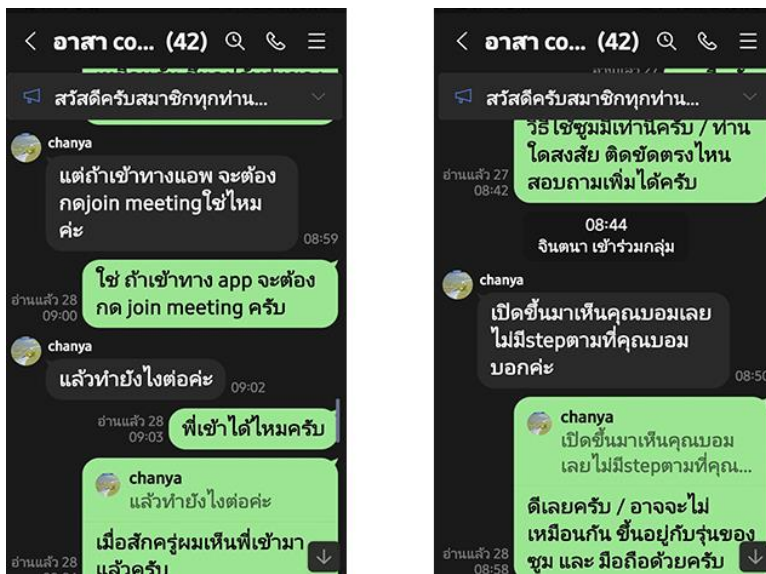 อาสา co... (42)
สวัสดีครับสมาชิกทุกท่าน...
chanya
แต่ถ้าเข้าทางแอพ จะต้อง
กดjoin meetingใช่ไหม
ค่ะ
08:59
ใช่ ถ้าเข้าทาง app จะต้อง
กด join meeting ครับ
อ่านแล้ว 28
09:00
chanya
แล้วทำยังไงต่อค่ะ
09:02
อ่านแล้ว 28
09:03
พี่เข้าได้ไหมครับ
chanya
แล้วทำยังไงต่อค่ะ
เมื่อสักครู่ผมเห็นพี่เข้ามา
แล้วครับ
อ่านแล้ว 28
อาสา co... (42)
สวัสดีครับสมาชิกทุกท่าน...
วิธีใช้ซูมมีเท่านี้ครับ / ท่าน
ใดสงสัย ติดขัดตรงไหน
สอบถามเพิ่มได้ครับ
อ่านแล้ว 27
08:42
08:44
จินตนา เข้าร่วมกลุ่ม
chanya
เปิดขึ้นมาเห็นคุณบอมเลย
ไม่มีstepตามที่คุณบอม
บอกค่ะ
08:50
chanya
เปิดขึ้นมาเห็นคุณบอม
เลย ไม่มีstepตามที่คุณ...
ดีเลยครับ / อาจจะไม่
เหมือนกัน ขึ้นอยู่กับรุ่นของ
ซูม และ มือถือด้วยครับ
อ่านแล้ว 28
08:58